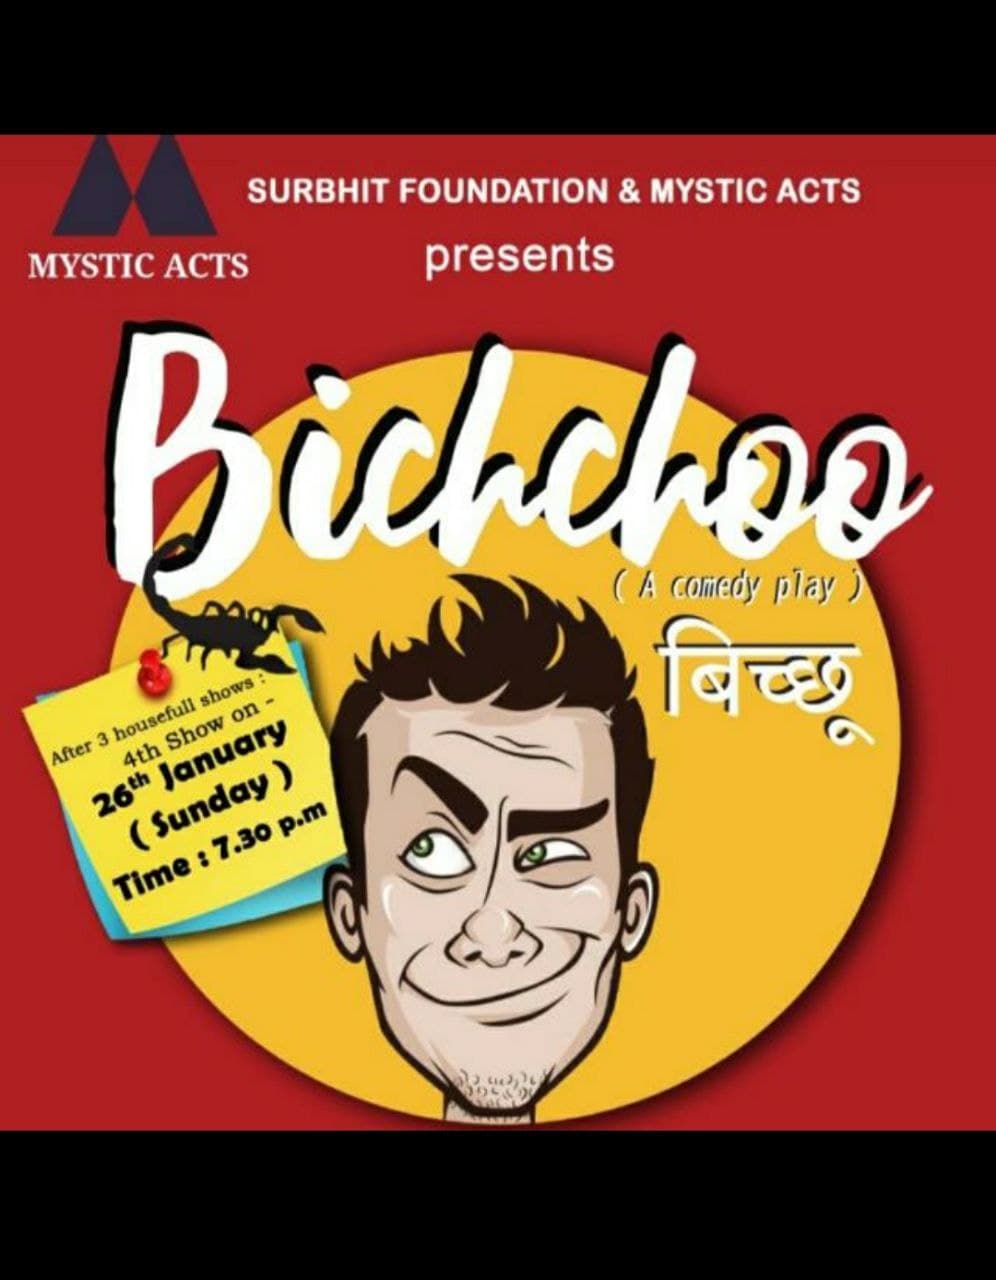 SURBHIT FOUNDATION & MYSTIC ACTS
MYSTIC ACTS
presents
Bichchoo
( A comedy play )
बिच्छू
After 3 housefull shows :
4th Show on -
26th January
( Sunday )
Time : 7.30 p.m